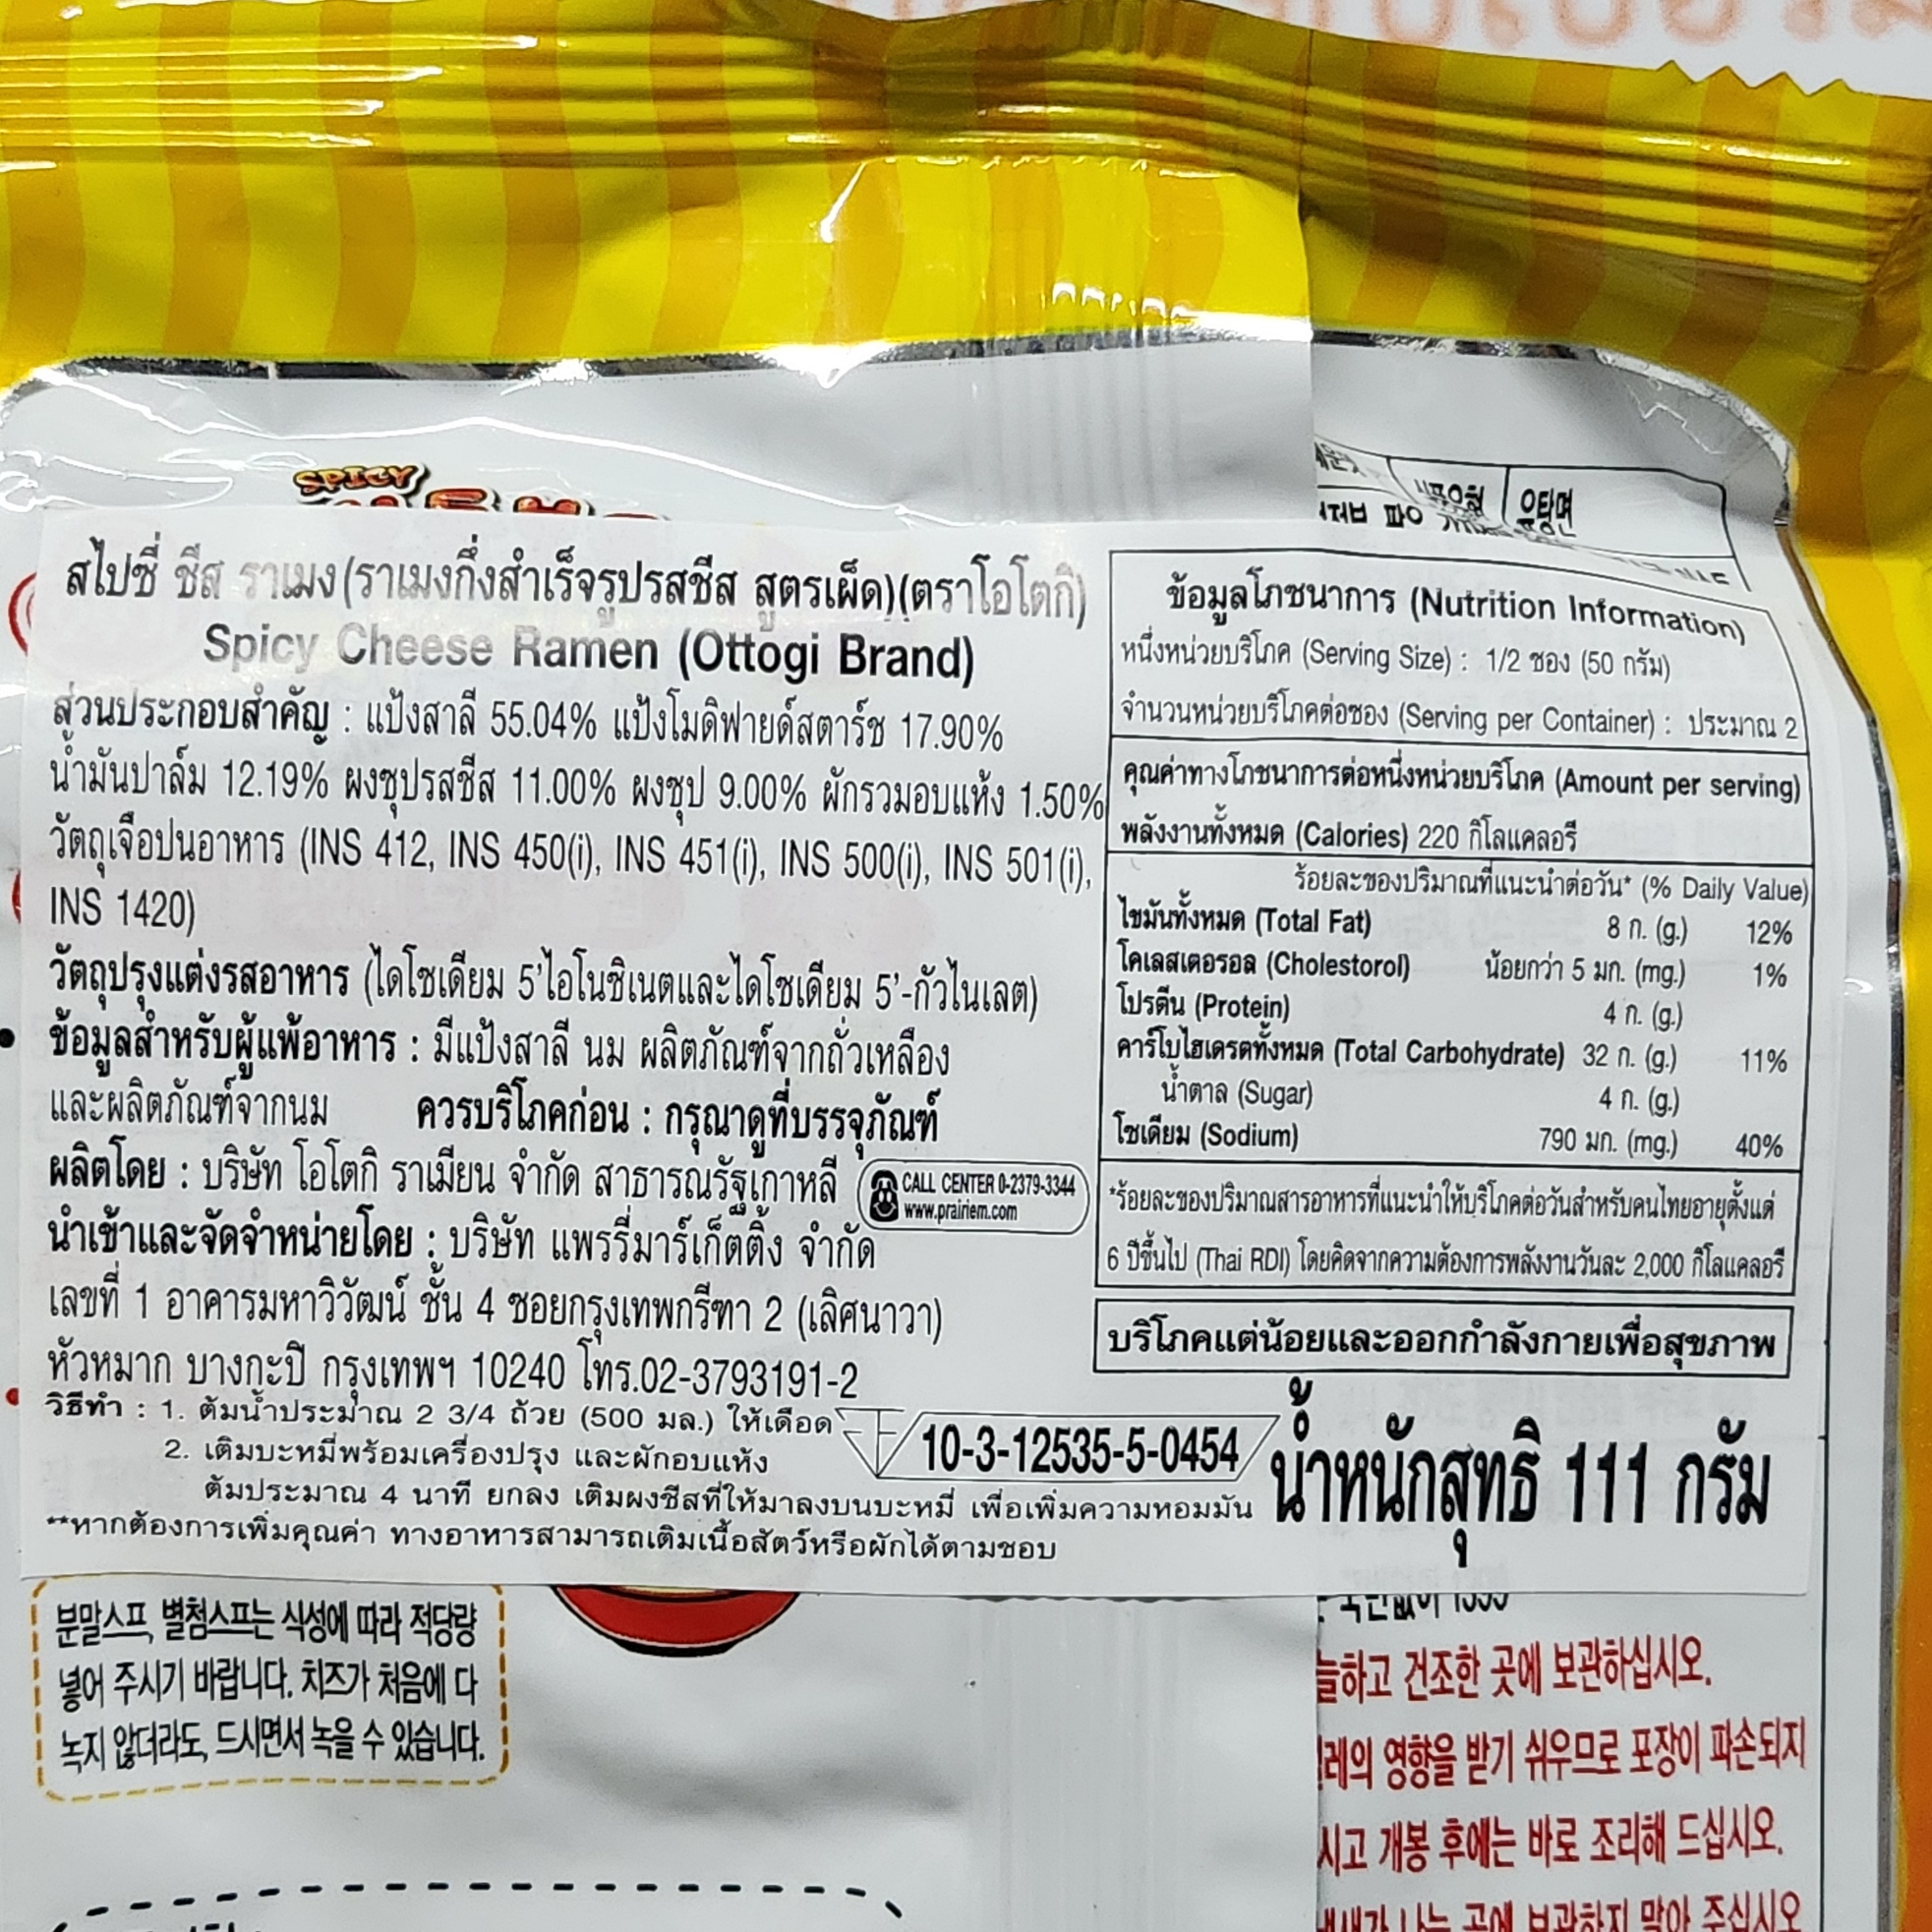 SPICY
유탕면
สไปซี่ ชีส ราเมง (ราเมงกึ่งสำเร็จรูปรสชีส สูตรเผ็ด)(ตราโอโตกิ)
Spicy Cheese Ramen (Ottogi Brand)
ส่วนประกอบสำคัญ : แป้งสาลี 55.04% แป้งโมดิฟายด์สตาร์ช 17.90%
น้ำมันปาล์ม 12.19% ผงซุปรสชีส 11.00% ผงซุป 9.00% ผักรวมอบแห้ง 1.50%
วัตถุเจือปนอาหาร (INS 412, INS 450(i), INS 451(i), INS 500(i), INS 501(i),
INS 1420)
วัตถุปรุงแต่งรสอาหาร (ไดโซเดียม 5'ไอโนซิเนตและไดโซเดียม 5'-กัวไนเลต)
ข้อมูลสำหรับผู้แพ้อาหาร : มีแป้งสาลี นม ผลิตภัณฑ์จากถั่วเหลือง
และผลิตภัณฑ์จากนม ควรบริโภคก่อน : กรุณาดูที่บรรจุภัณฑ์
ผลิตโดย : บริษัท โอโตกิ ราเมียน จำกัด สาธารณรัฐเกาหลี
CALL CENTER 0-2379-3344
www.prairiem.com
นำเข้าและจัดจำหน่ายโดย : บริษัท แพรรี่มาร์เก็ตติ้ง จำกัด
เลขที่ 1 อาคารมหาวิวัฒน์ ชั้น 4 ซอยกรุงเทพกรีฑา 2 (เลิศนาวา)
หัวหมาก บางกะปิ กรุงเทพฯ 10240 โทร.02-3793191-2
วิธีทำ : 1. ต้มน้ำประมาณ 2 3/4 ถ้วย (500 มล.) ให้เดือด
2. เติมบะหมี่พร้อมเครื่องปรุง และผักอบแห้ง
ต้มประมาณ 4 นาที ยกลง เติมผงชีสที่ให้มาลงบนบะหมี่ เพื่อเพิ่มความหอมมัน
**หากต้องการเพิ่มคุณค่า ทางอาหารสามารถเติมเนื้อสัตว์หรือผักได้ตามชอบ
10-3-12535-5-0454
ข้อมูลโภชนาการ (Nutrition Information)
หนึ่งหน่วยบริโภค (Serving Size) : 1/2 ซอง (50 กรัม)
จำนวนหน่วยบริโภคต่อซอง (Serving per Container) : ประมาณ 2
คุณค่าทางโภชนาการต่อหนึ่งหน่วยบริโภค (Amount per serving)
พลังงานทั้งหมด (Calories) 220 กิโลแคลอรี
ร้อยละของปริมาณที่แนะนำต่อวัน* (% Daily Value)
ไขมันทั้งหมด (Total Fat) 8 ก. (g.) 12%
โคเลสเตอรอล (Cholestorol) น้อยกว่า 5 มก. (mg.) 1%
โปรตีน (Protein) 4 ก. (g.)
คาร์โบไฮเดรตทั้งหมด (Total Carbohydrate) 32 ก. (g.) 11%
น้ำตาล (Sugar) 4 ก. (g.)
โซเดียม (Sodium) 790 มก. (mg.) 40%
*ร้อยละของปริมาณสารอาหารที่แนะนำให้บริโภคต่อวันสำหรับคนไทยอายุตั้งแต่
6 ปีขึ้นไป (Thai RDI) โดยคิดจากความต้องการพลังงานวันละ 2,000 กิโลแคลอรี
บริโภคแต่น้อยและออกกำลังกายเพื่อสุขภาพ
น้ำหนักสุทธิ 111 กรัม
분말스프, 별첨스프는 식성에 따라 적당량
넣어 주시기 바랍니다. 치즈가 처음에 다
녹지 않더라도, 드시면서 녹을 수 있습니다.
늘하고 건조한 곳에 보관하십시오.
레의 영향을 받기 쉬우므로 포장이 파손되지
시고 개봉 후에는 바로 조리해 드십시오.
냄새가 나는 곳에 보관하지 말아 주십시오